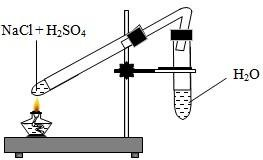 NaCl + H₂SO₄
H₂O